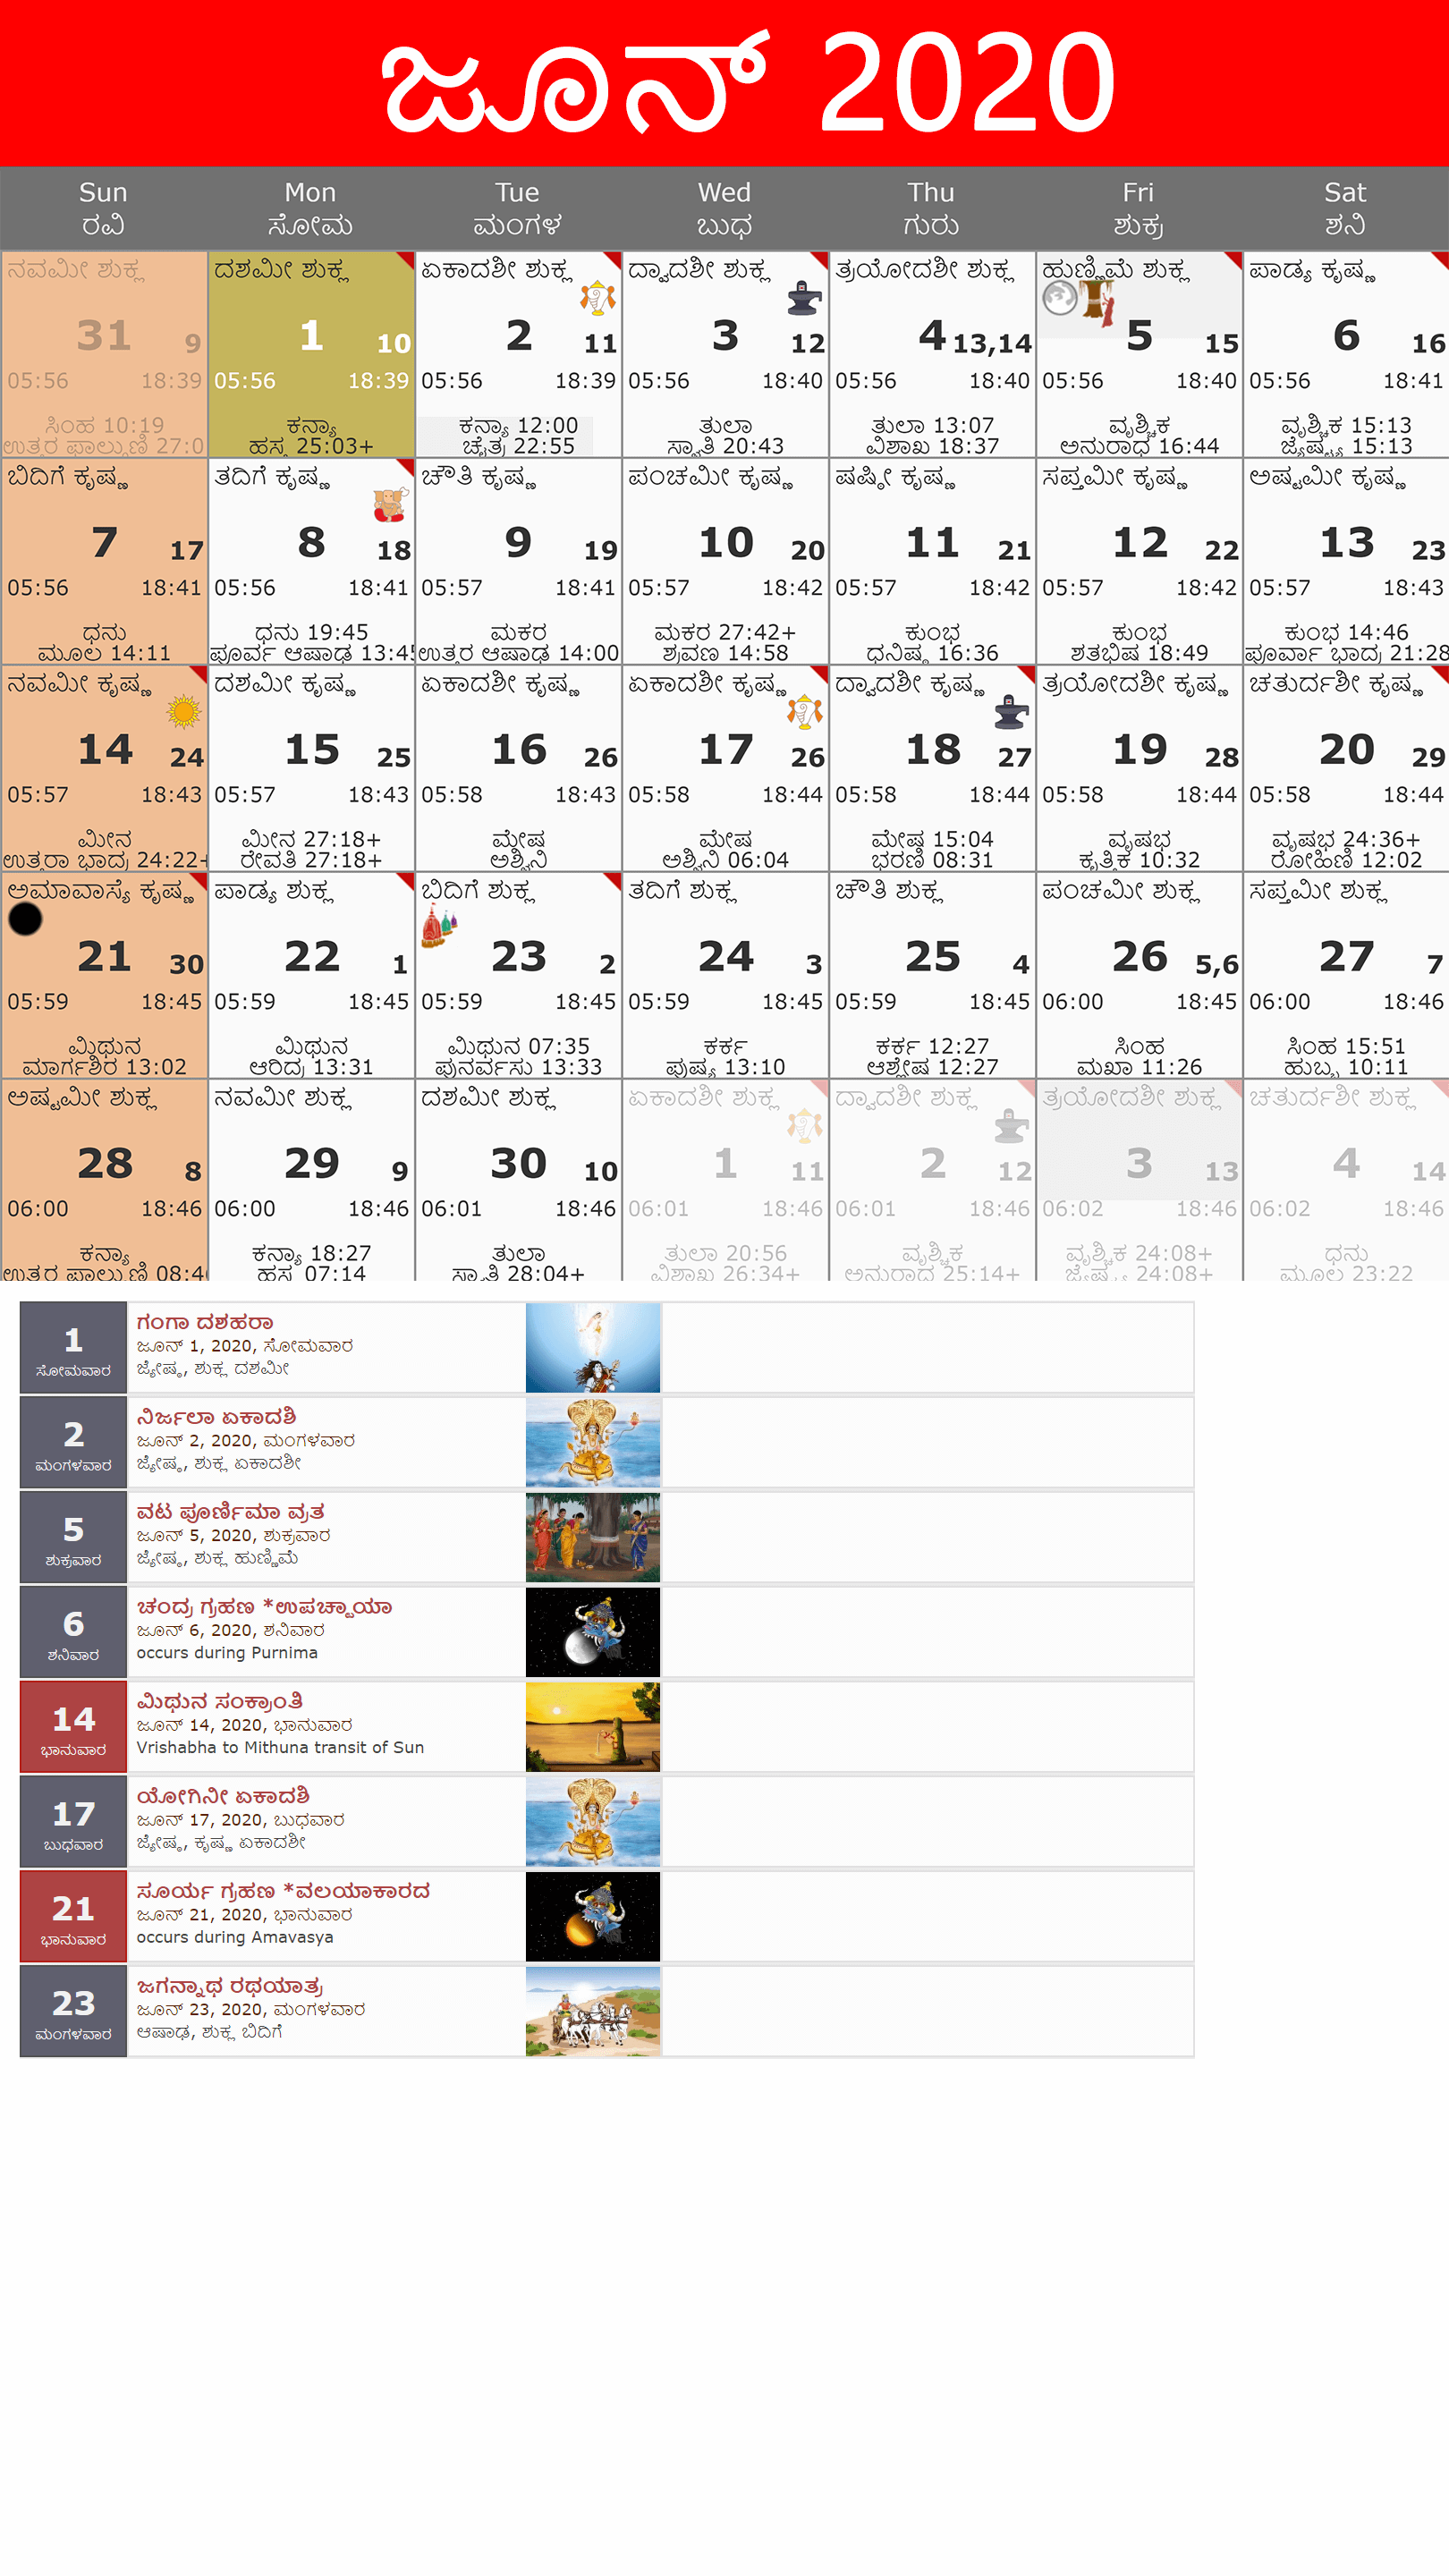 ಜೂನ್ 2020
Sun Mon Tue Wed Thu Fri Sat
ರವಿ ಸೋಮ ಮಂಗಳ ಬುಧ ಗುರು ಶುಕ್ರ ಶನಿ
ನವಮೀ ಶುಕ್ಲ ದಶಮೀ ಶುಕ್ಲ ಏಕಾದಶೀ ಶುಕ್ಲ ದ್ವಾದಶೀ ಶುಕ್ಲ ತ್ರಯೋದಶೀ ಶುಕ್ಲ ಹುಣ್ಣಿಮೆ ಶುಕ್ಲ ಪಾಡ್ಯ ಕೃಷ್ಣ
31 9 1 10 2 11 3 12 4 13,14 5 15 6 16
05:56 18:39 05:56 18:39 05:56 18:39 05:56 18:40 05:56 18:40 05:56 18:40 05:56 18:41
ಸಿಂಹ 10:19 ಕನ್ಯಾ ಕನ್ಯಾ 12:00 ತುಲಾ ತುಲಾ 13:07 ವೃಶ್ಚಿಕ ವೃಶ್ಚಿಕ 15:13
ಉತ್ತರ ಫಾಲ್ಗುಣಿ 27:0 ಹಸ್ತ 25:03+ ಚೈತ್ರ 22:55 ಸ್ವಾತಿ 20:43 ವಿಶಾಖ 18:37 ಅನುರಾಧ 16:44 ಜ್ಯೇಷ್ಠ್ಯ 15:13
ಬಿದಿಗೆ ಕೃಷ್ಣ ತದಿಗೆ ಕೃಷ್ಣ ಚೌತಿ ಕೃಷ್ಣ ಪಂಚಮೀ ಕೃಷ್ಣ ಷಷ್ಠೀ ಕೃಷ್ಣ ಸಪ್ತಮೀ ಕೃಷ್ಣ ಅಷ್ಟಮೀ ಕೃಷ್ಣ
7 17 8 18 9 19 10 20 11 21 12 22 13 23
05:56 18:41 05:56 18:41 05:57 18:41 05:57 18:42 05:57 18:42 05:57 18:42 05:57 18:43
ಧನು ಧನು 19:45 ಮಕರ ಮಕರ 27:42+ ಕುಂಭ ಕುಂಭ ಕುಂಭ 14:46
ಮೂಲ 14:11 ಪೂರ್ವ ಆಷಾಢ 13:45 ಉತ್ತರ ಆಷಾಢ 14:00 ಶ್ರವಣ 14:58 ಧನಿಷ್ಠ 16:36 ಶತಭಿಷ 18:49 ಪೂರ್ವಾ ಭಾದ್ರ 21:28
ನವಮೀ ಕೃಷ್ಣ ದಶಮೀ ಕೃಷ್ಣ ಏಕಾದಶೀ ಕೃಷ್ಣ ಏಕಾದಶೀ ಕೃಷ್ಣ ದ್ವಾದಶೀ ಕೃಷ್ಣ ತ್ರಯೋದಶೀ ಕೃಷ್ಣ ಚತುರ್ದಶೀ ಕೃಷ್ಣ
14 24 15 25 16 26 17 26 18 27 19 28 20 29
05:57 18:43 05:57 18:43 05:58 18:43 05:58 18:44 05:58 18:44 05:58 18:44 05:58 18:44
ಮೀನ ಮೀನ 27:18+ ಮೇಷ ಮೇಷ ಮೇಷ 15:04 ವೃಷಭ ವೃಷಭ 24:36+
ಉತ್ತರಾ ಭಾದ್ರ 24:22+ ರೇವತಿ 27:18+ ಅಶ್ವಿನಿ ಅಶ್ವಿನಿ 06:04 ಭರಣಿ 08:31 ಕೃತ್ತಿಕ 10:32 ರೋಹಿಣಿ 12:02
ಅಮಾವಾಸ್ಯೆ ಕೃಷ್ಣ ಪಾಡ್ಯ ಶುಕ್ಲ ಬಿದಿಗೆ ಶುಕ್ಲ ತದಿಗೆ ಶುಕ್ಲ ಚೌತಿ ಶುಕ್ಲ ಪಂಚಮೀ ಶುಕ್ಲ ಸಪ್ತಮೀ ಶುಕ್ಲ
21 30 22 1 23 2 24 3 25 4 26 5,6 27 7
05:59 18:45 05:59 18:45 05:59 18:45 05:59 18:45 05:59 18:45 06:00 18:45 06:00 18:46
ಮಿಥುನ ಮಿಥುನ ಮಿಥುನ 07:35 ಕರ್ಕ ಕರ್ಕ 12:27 ಸಿಂಹ ಸಿಂಹ 15:51
ಮಾರ್ಗಶಿರ 13:02 ಆರಿದ್ರ 13:31 ಪುನರ್ವಸು 13:33 ಪುಷ್ಯ 13:10 ಆಶ್ಲೇಷ 12:27 ಮಖಾ 11:26 ಹುಬ್ಬ 10:11
ಅಷ್ಟಮೀ ಶುಕ್ಲ ನವಮೀ ಶುಕ್ಲ ದಶಮೀ ಶುಕ್ಲ ಏಕಾದಶೀ ಶುಕ್ಲ ದ್ವಾದಶೀ ಶುಕ್ಲ ತ್ರಯೋದಶೀ ಶುಕ್ಲ ಚತುರ್ದಶೀ ಶುಕ್ಲ
28 8 29 9 30 10 1 11 2 12 3 13 4 14
06:00 18:46 06:00 18:46 06:01 18:46 06:01 18:46 06:01 18:46 06:02 18:46 06:02 18:46
ಕನ್ಯಾ ಕನ್ಯಾ 18:27 ತುಲಾ ತುಲಾ 20:56 ವೃಶ್ಚಿಕ ವೃಶ್ಚಿಕ 24:08+ ಧನು
ಉತ್ತರ ಫಾಲ್ಗುಣಿ 08:4 ಹಸ್ತ 07:14 ಸ್ವಾತಿ 28:04+ ವಿಶಾಖ 26:34+ ಅನುರಾಧ 25:14+ ಜ್ಯೇಷ್ಠ್ಯ 24:08+ ಮೂಲ 23:22
1
ಸೋಮವಾರ
ಗಂಗಾ ದಶಹರಾ
ಜೂನ್ 1, 2020, ಸೋಮವಾರ
ಜ್ಯೇಷ್ಠ, ಶುಕ್ಲ ದಶಮೀ
2
ಮಂಗಳವಾರ
ನಿರ್ಜಲಾ ಏಕಾದಶಿ
ಜೂನ್ 2, 2020, ಮಂಗಳವಾರ
ಜ್ಯೇಷ್ಠ, ಶುಕ್ಲ ಏಕಾದಶೀ
5
ಶುಕ್ರವಾರ
ವಟ ಪೂರ್ಣಿಮಾ ವ್ರತ
ಜೂನ್ 5, 2020, ಶುಕ್ರವಾರ
ಜ್ಯೇಷ್ಠ, ಶುಕ್ಲ ಹುಣ್ಣಿಮೆ
6
ಶನಿವಾರ
ಚಂದ್ರ ಗ್ರಹಣ *ಉಪಚ್ಛಾಯಾ
ಜೂನ್ 6, 2020, ಶನಿವಾರ
occurs during Purnima
14
ಭಾನುವಾರ
ಮಿಥುನ ಸಂಕ್ರಾಂತಿ
ಜೂನ್ 14, 2020, ಭಾನುವಾರ
Vrishabha to Mithuna transit of Sun
17
ಬುಧವಾರ
ಯೋಗಿನೀ ಏಕಾದಶಿ
ಜೂನ್ 17, 2020, ಬುಧವಾರ
ಜ್ಯೇಷ್ಠ, ಕೃಷ್ಣ ಏಕಾದಶೀ
21
ಭಾನುವಾರ
ಸೂರ್ಯ ಗ್ರಹಣ *ವಲಯಾಕಾರದ
ಜೂನ್ 21, 2020, ಭಾನುವಾರ
occurs during Amavasya
23
ಮಂಗಳವಾರ
ಜಗನ್ನಾಥ ರಥಯಾತ್ರ
ಜೂನ್ 23, 2020, ಮಂಗಳವಾರ
ಆಷಾಢ, ಶುಕ್ಲ ಬಿದಿಗೆ